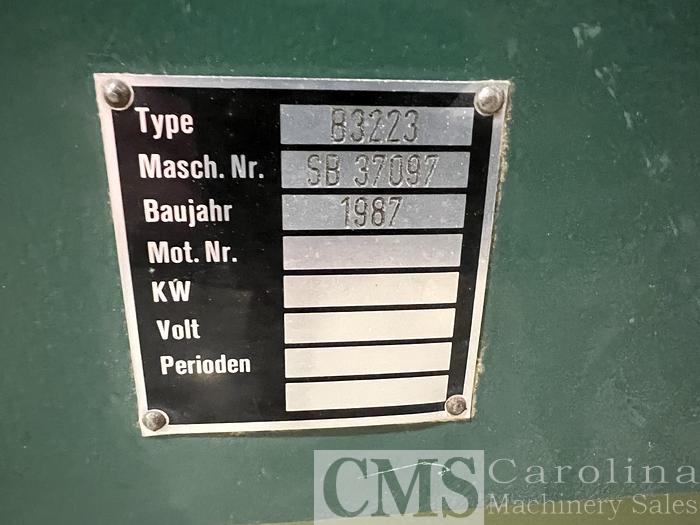 Type B3223
Masch. Nr. SB 37097
Baujahr 1987
Mot. Nr.
KW
Volt
Perioden
CMS Carolina
Machinery Sales